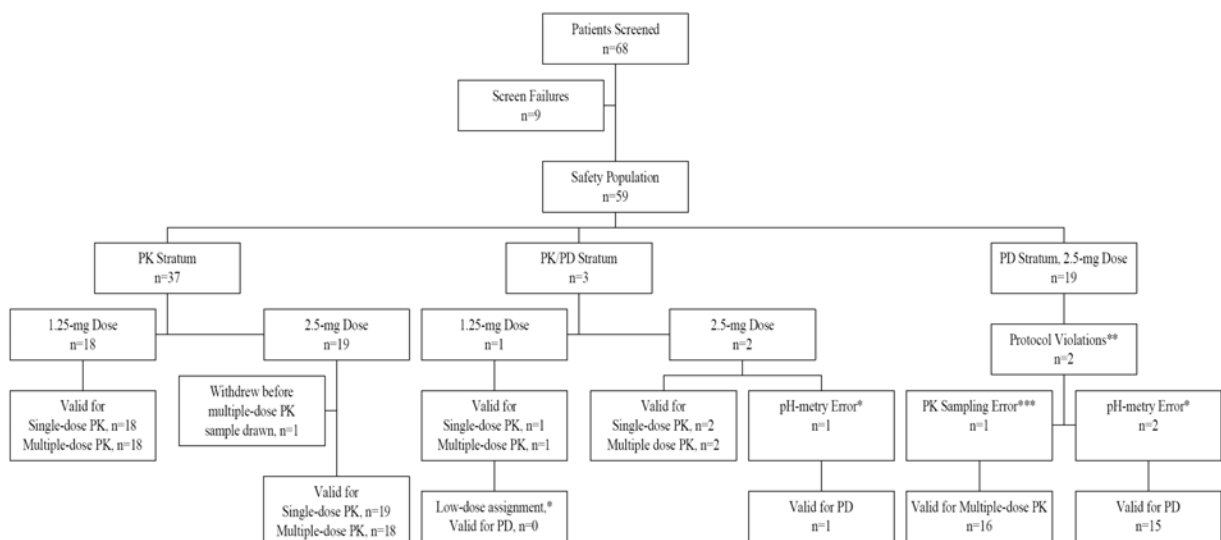 Patients Screened
n=68
Screen Failures
n=9
Safety Population
n=59
PK Stratum
n=37
PK/PD Stratum
n=3
PD Stratum, 2.5-mg Dose
n=19
1.25-mg Dose
n=18
2.5-mg Dose
n=19
1.25-mg Dose
n=1
2.5-mg Dose
n=2
Protocol Violations**
n=2
Valid for
Single-dose PK, n=18
Multiple-dose PK, n=18
Withdrew before
multiple-dose PK
sample drawn, n=1
Valid for
Single-dose PK, n=1
Multiple-dose PK, n=1
Valid for
Single-dose PK, n=2
Multiple dose PK, n=2
pH-metry Error*
n=1
PK Sampling Error***
n=1
pH-metry Error*
n=2
Valid for
Single-dose PK, n=19
Multiple-dose PK, n=18
Low-dose assignment,*
Valid for PD, n=0
Valid for PD
n=1
Valid for Multiple-dose PK
n=16
Valid for PD
n=15